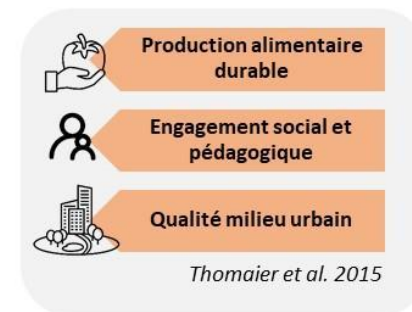 Production alimentaire
durable
Engagement social et
pédagogique
Qualité milieu urbain
Thomaier et al. 2015